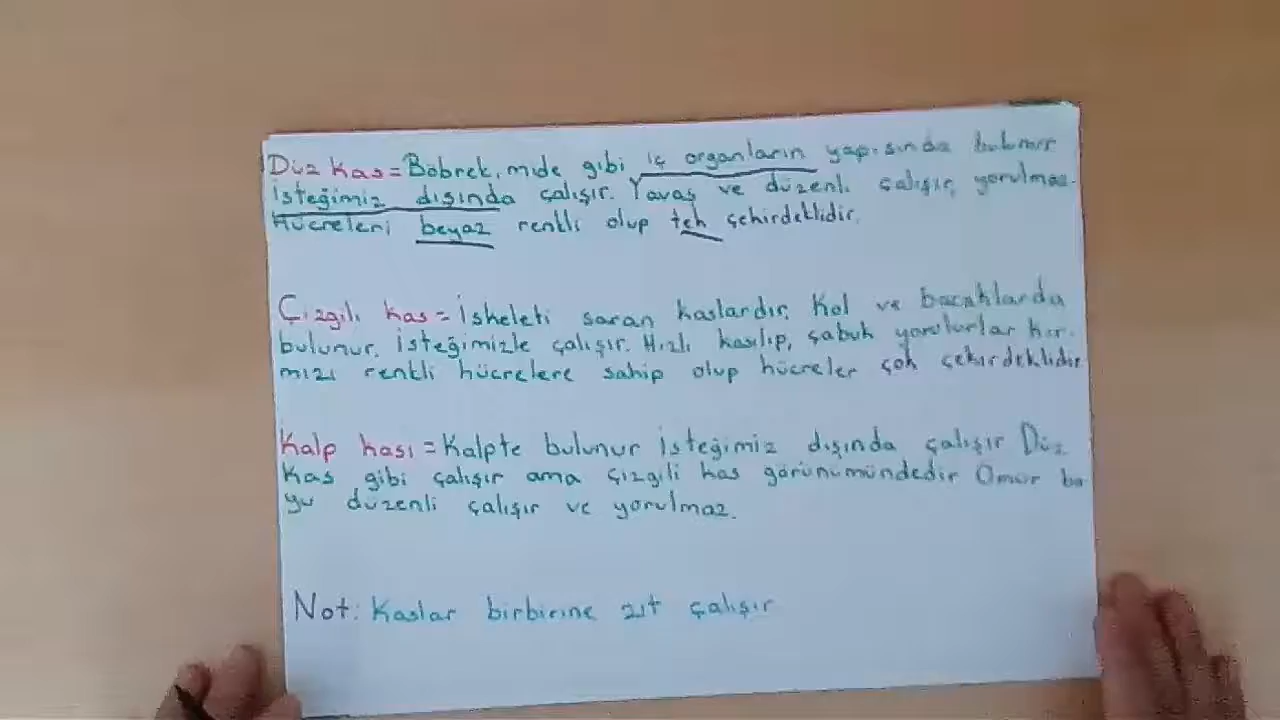 Düz kas = Böbrek, mide gibi iç organların yapısında bulunur
isteğimiz dışında çalışır. Yavaş ve düzenli çalışır, yorulmaz.
Hücreleri beyaz renkli olup tek çekirdeklidir.
Çizgili kas = İskeleti saran kaslardır. Kol ve bacaklarda
bulunur. isteğimizle çalışır. Hızlı kasılıp, çabuk yorulurlar kır-
mızı renkli hücrelere sahip olup hücreler çok çekirdeklidir
Kalp kası = Kalpte bulunur isteğimiz dışında çalışır Düz
kas gibi çalışır ama çizgili kas görünümündedir Ömür bo-
yu düzenli çalışır ve yorulmaz.
Not: Kaslar birbirine zıt çalışır